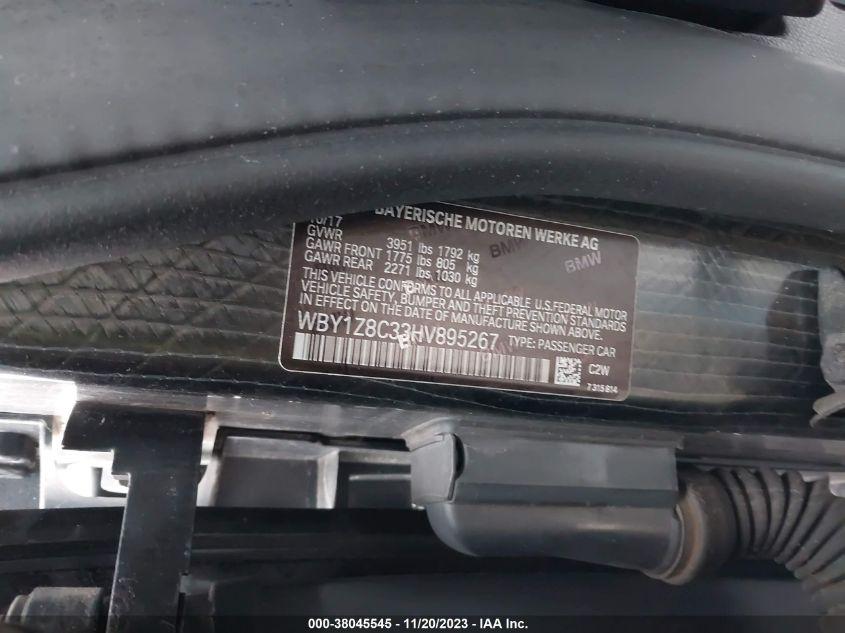 10/17 BAYERISCHE MOTOREN WERKE AG
GVWR 3951 lbs 1792 kg
GAWR FRONT 1775 lbs 805 kg
GAWR REAR 2271 lbs 1030 kg
THIS VEHICLE CONFORMS TO ALL APPLICABLE U.S. FEDERAL MOTOR
VEHICLE SAFETY, BUMPER AND THEFT PREVENTION STANDARDS
IN EFFECT ON THE DATE OF MANUFACTURE SHOWN ABOVE.
WBY1Z8C33HV895267 TYPE: PASSENGER CAR
C2W
7315814
BMW
BMW
000-38045545 - 11/20/2023 - IAA Inc.